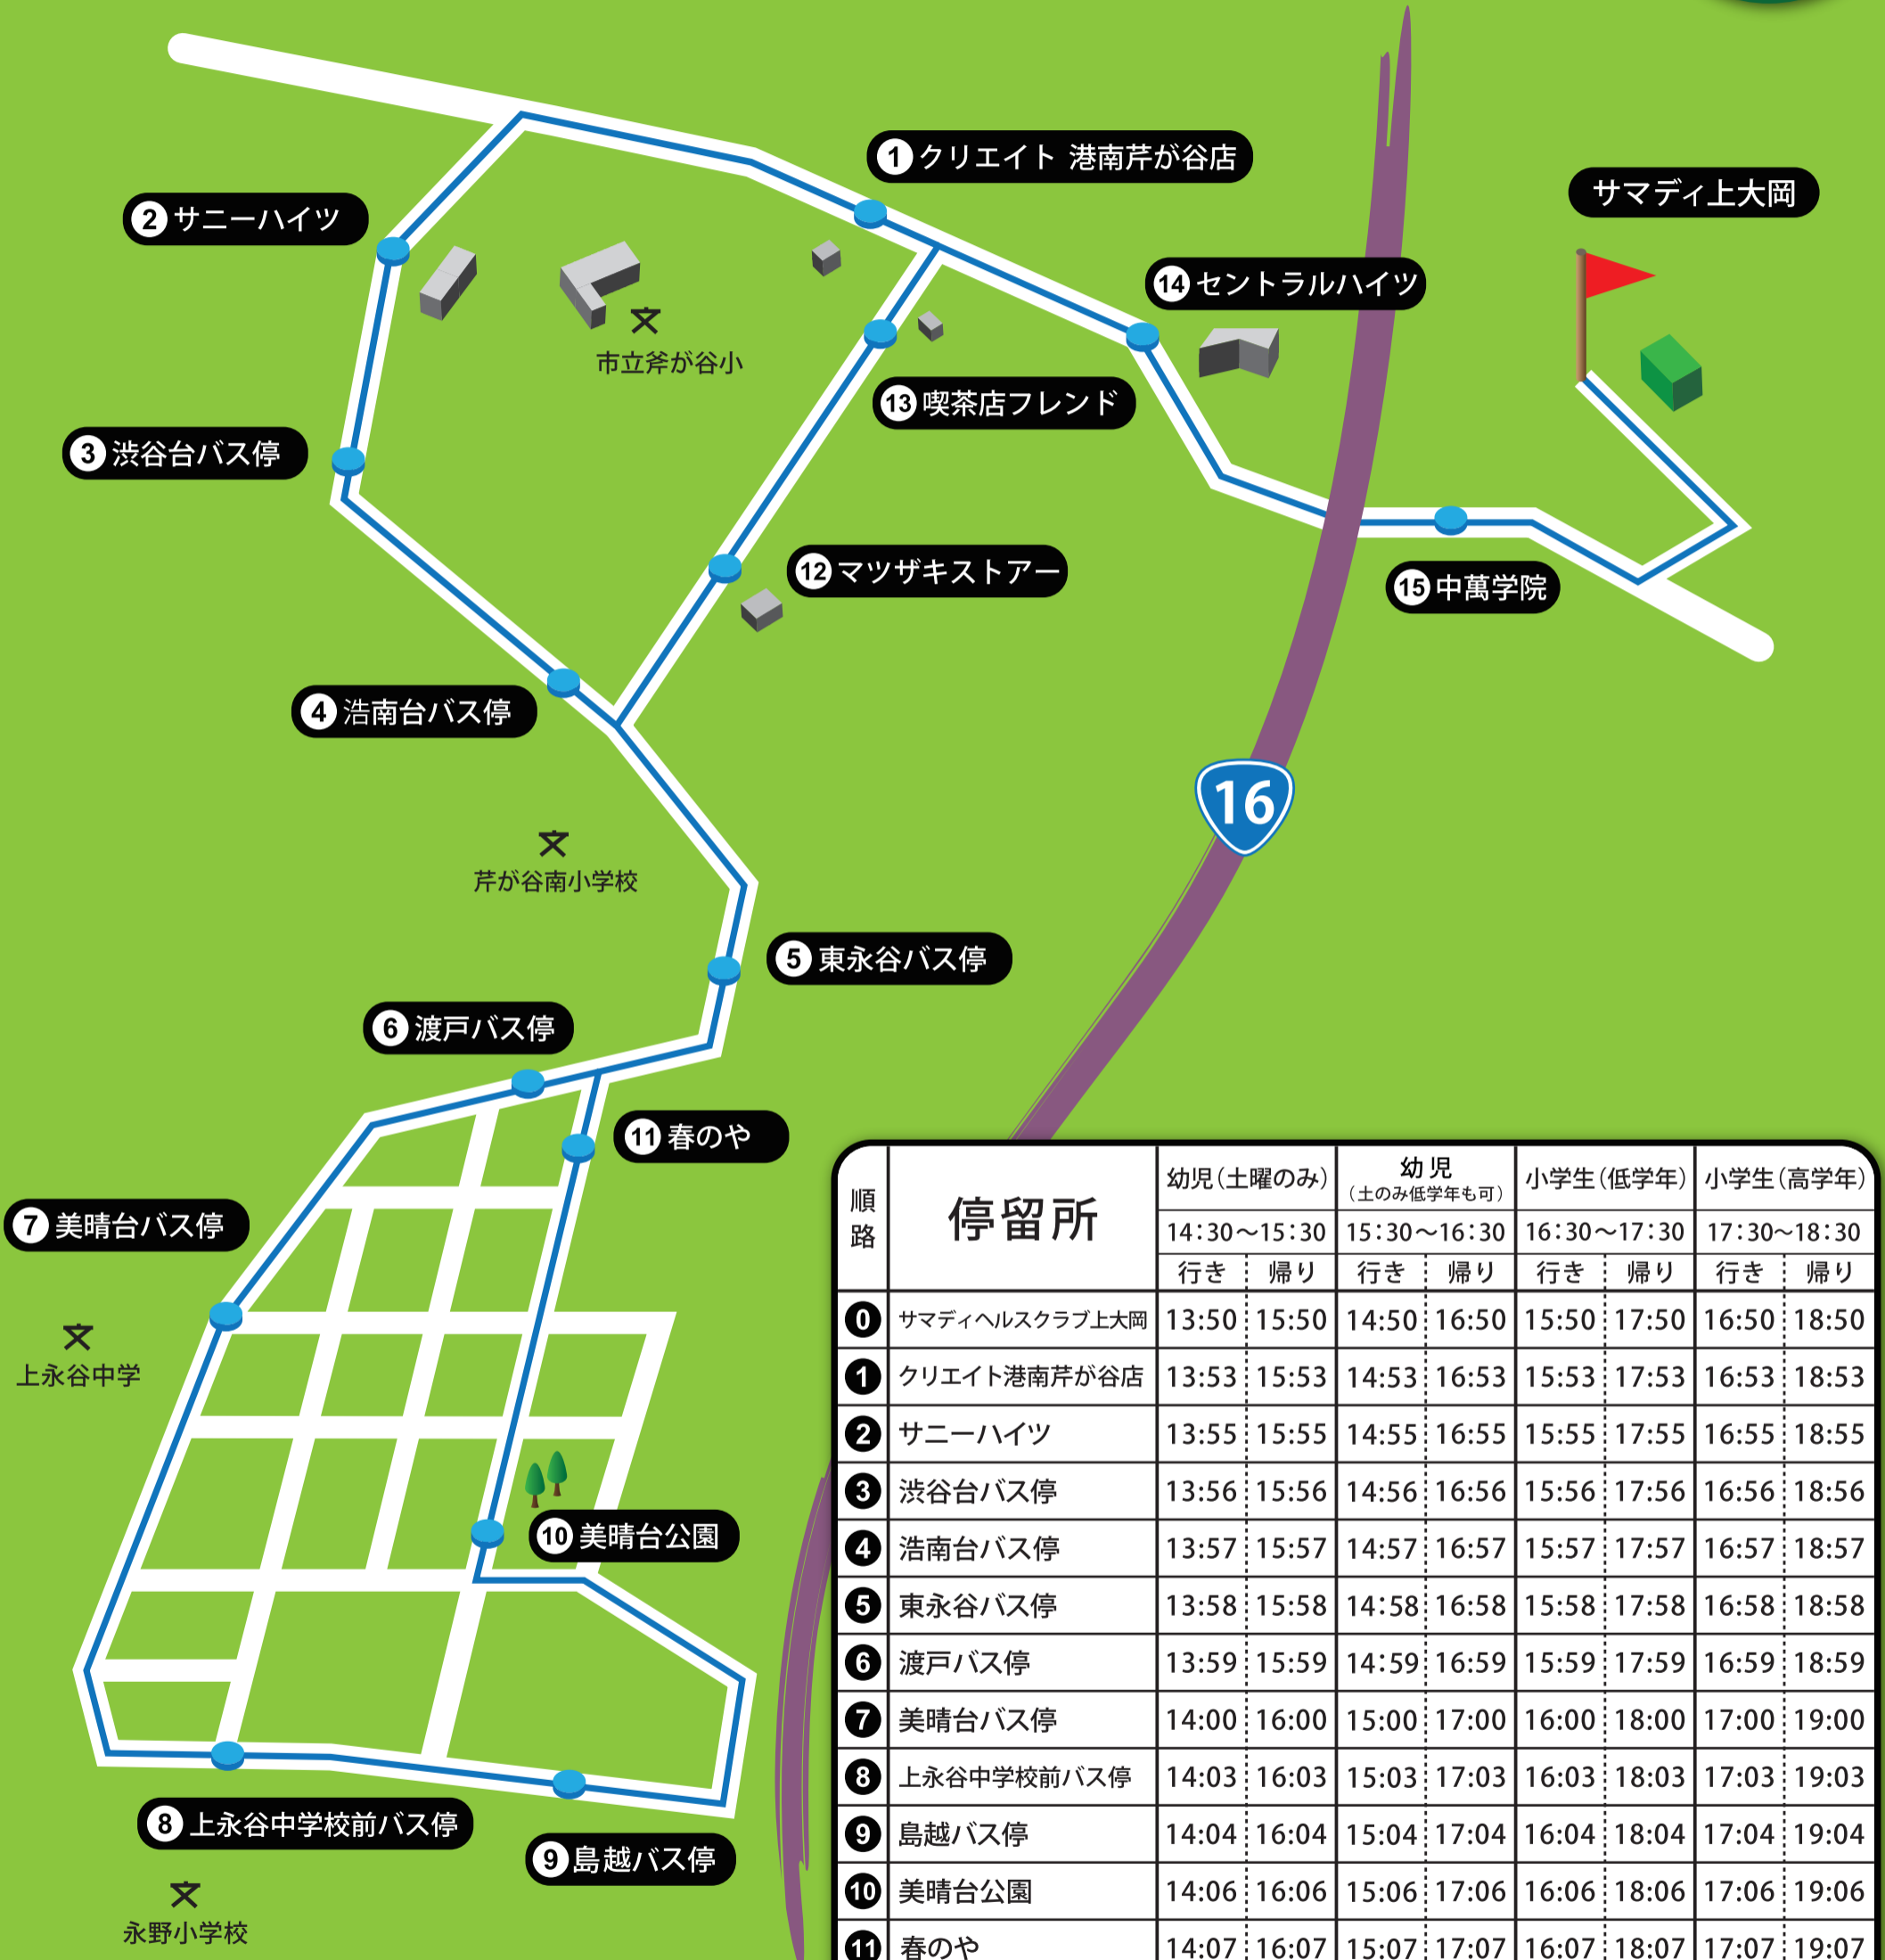 1 クリエイト 港南芹が谷店
サマディ上大岡
2 サニーハイツ
14 セントラルハイツ
市立斧が谷小
13 喫茶店フレンド
3 渋谷台バス停
12 マツザキストアー
15 中萬学院
4 浩南台バス停
16
芹が谷南小学校
5 東永谷バス停
6 渡戸バス停
11 春のや
7 美晴台バス停
上永谷中学
10 美晴台公園
8 上永谷中学校前バス停
9 島越バス停
永野小学校
順路 停留所 幼児(土曜のみ) 幼児(土のみ低学年も可) 小学生(低学年) 小学生(高学年)
14:30〜15:30 15:30〜16:30 16:30〜17:30 17:30〜18:30
行き 帰り 行き 帰り 行き 帰り 行き 帰り
0 サマディヘルスクラブ上大岡 13:50 15:50 14:50 16:50 15:50 17:50 16:50 18:50
1 クリエイト港南芹が谷店 13:53 15:53 14:53 16:53 15:53 17:53 16:53 18:53
2 サニーハイツ 13:55 15:55 14:55 16:55 15:55 17:55 16:55 18:55
3 渋谷台バス停 13:56 15:56 14:56 16:56 15:56 17:56 16:56 18:56
4 浩南台バス停 13:57 15:57 14:57 16:57 15:57 17:57 16:57 18:57
5 東永谷バス停 13:58 15:58 14:58 16:58 15:58 17:58 16:58 18:58
6 渡戸バス停 13:59 15:59 14:59 16:59 15:59 17:59 16:59 18:59
7 美晴台バス停 14:00 16:00 15:00 17:00 16:00 18:00 17:00 19:00
8 上永谷中学校前バス停 14:03 16:03 15:03 17:03 16:03 18:03 17:03 19:03
9 島越バス停 14:04 16:04 15:04 17:04 16:04 18:04 17:04 19:04
10 美晴台公園 14:06 16:06 15:06 17:06 16:06 18:06 17:06 19:06
11 春のや 14:07 16:07 15:07 17:07 16:07 18:07 17:07 19:07